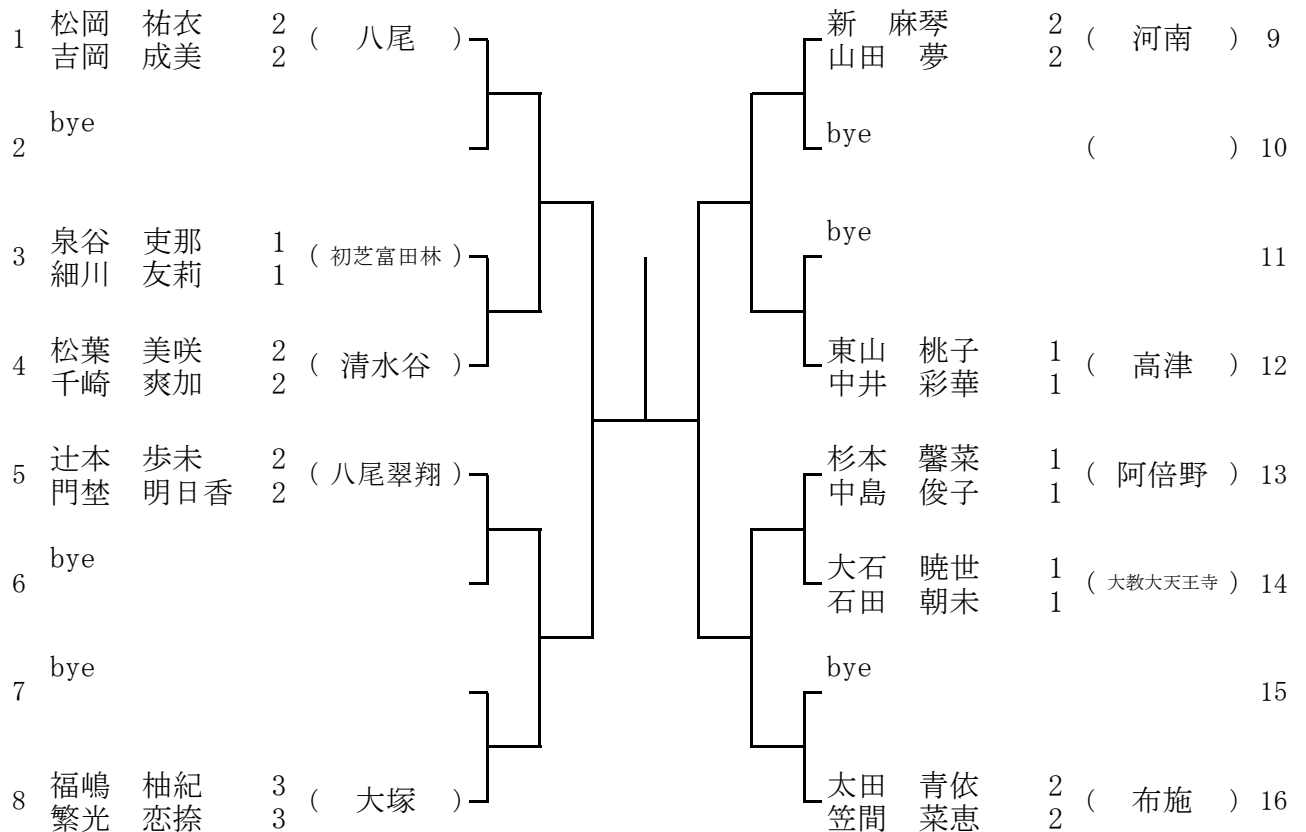 1 松岡 祐衣 2 ( 八尾 )
吉岡 成美 2
2 bye
3 泉谷 吏那 1 ( 初芝富田林 )
細川 友莉 1
4 松葉 美咲 2 ( 清水谷 )
千崎 爽加 2
5 辻本 歩未 2 ( 八尾翠翔 )
門埜 明日香 2
6 bye
7 bye
8 福嶋 柚紀 3 ( 大塚 )
繁光 恋捺 3
新 麻琴 2 ( 河南 ) 9
山田 夢 2
bye ( ) 10
bye 11
東山 桃子 1 ( 高津 ) 12
中井 彩華 1
杉本 馨菜 1 ( 阿倍野 ) 13
中島 俊子 1
大石 暁世 1 ( 大教大天王寺 ) 14
石田 朝未 1
bye 15
太田 青依 2 ( 布施 ) 16
笠間 菜恵 2